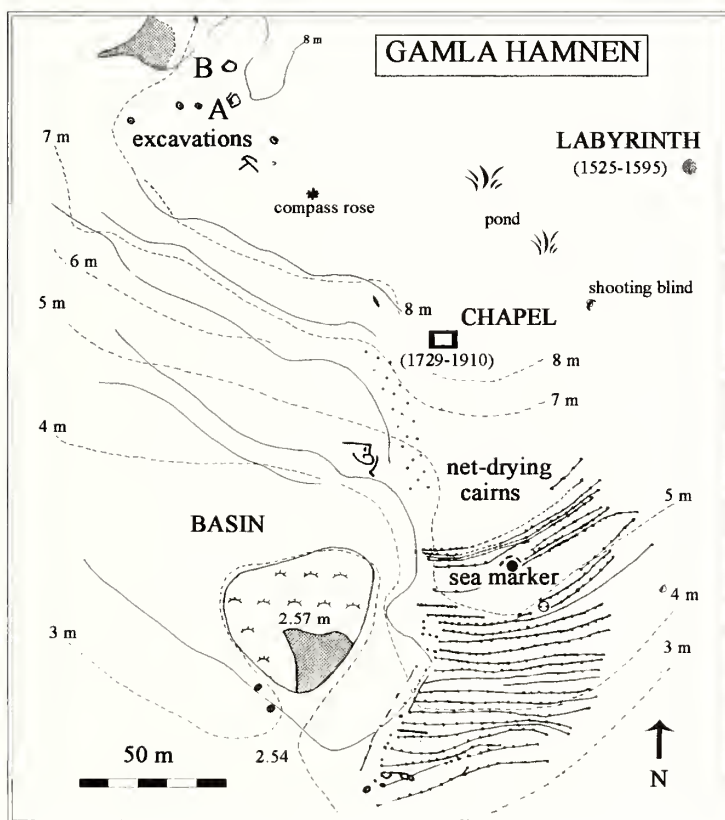 GAMLA HAMNEN
8 m
B
A
excavations
7 m
LABYRINTH
(1525-1595)
compass rose
pond
6 m
5 m
shooting blind
8 m
CHAPEL
(1729-1910)
8 m
7 m
4 m
net-drying
cairns
5 m
BASIN
sea marker
4 m
2.57 m
3 m
3 m
2.54
50 m
N